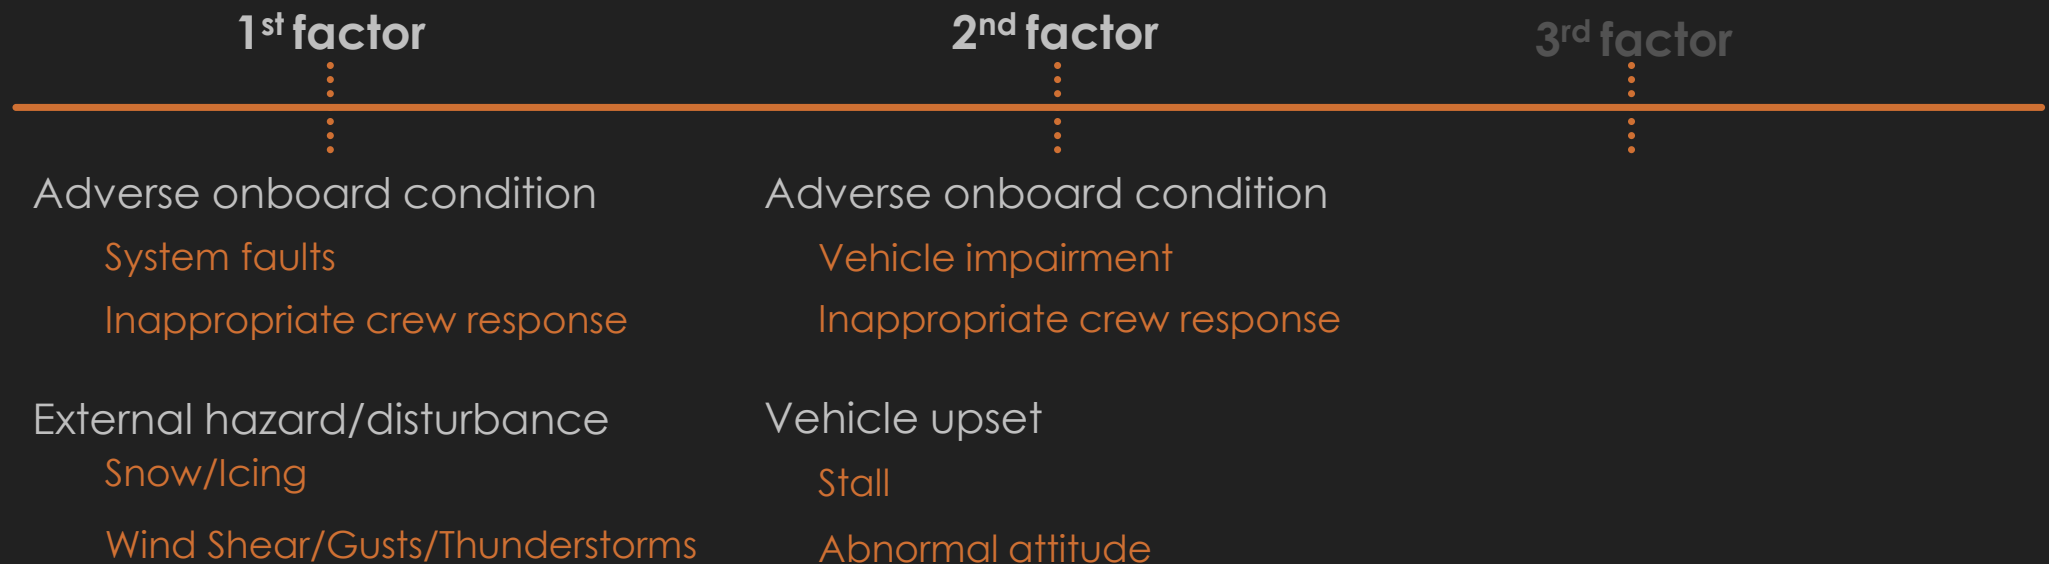 1st factor
2nd factor
3rd factor
Adverse onboard condition
System faults
Inappropriate crew response
External hazard/disturbance
Snow/Icing
Wind Shear/Gusts/Thunderstorms
Adverse onboard condition
Vehicle impairment
Inappropriate crew response
Vehicle upset
Stall
Abnormal attitude